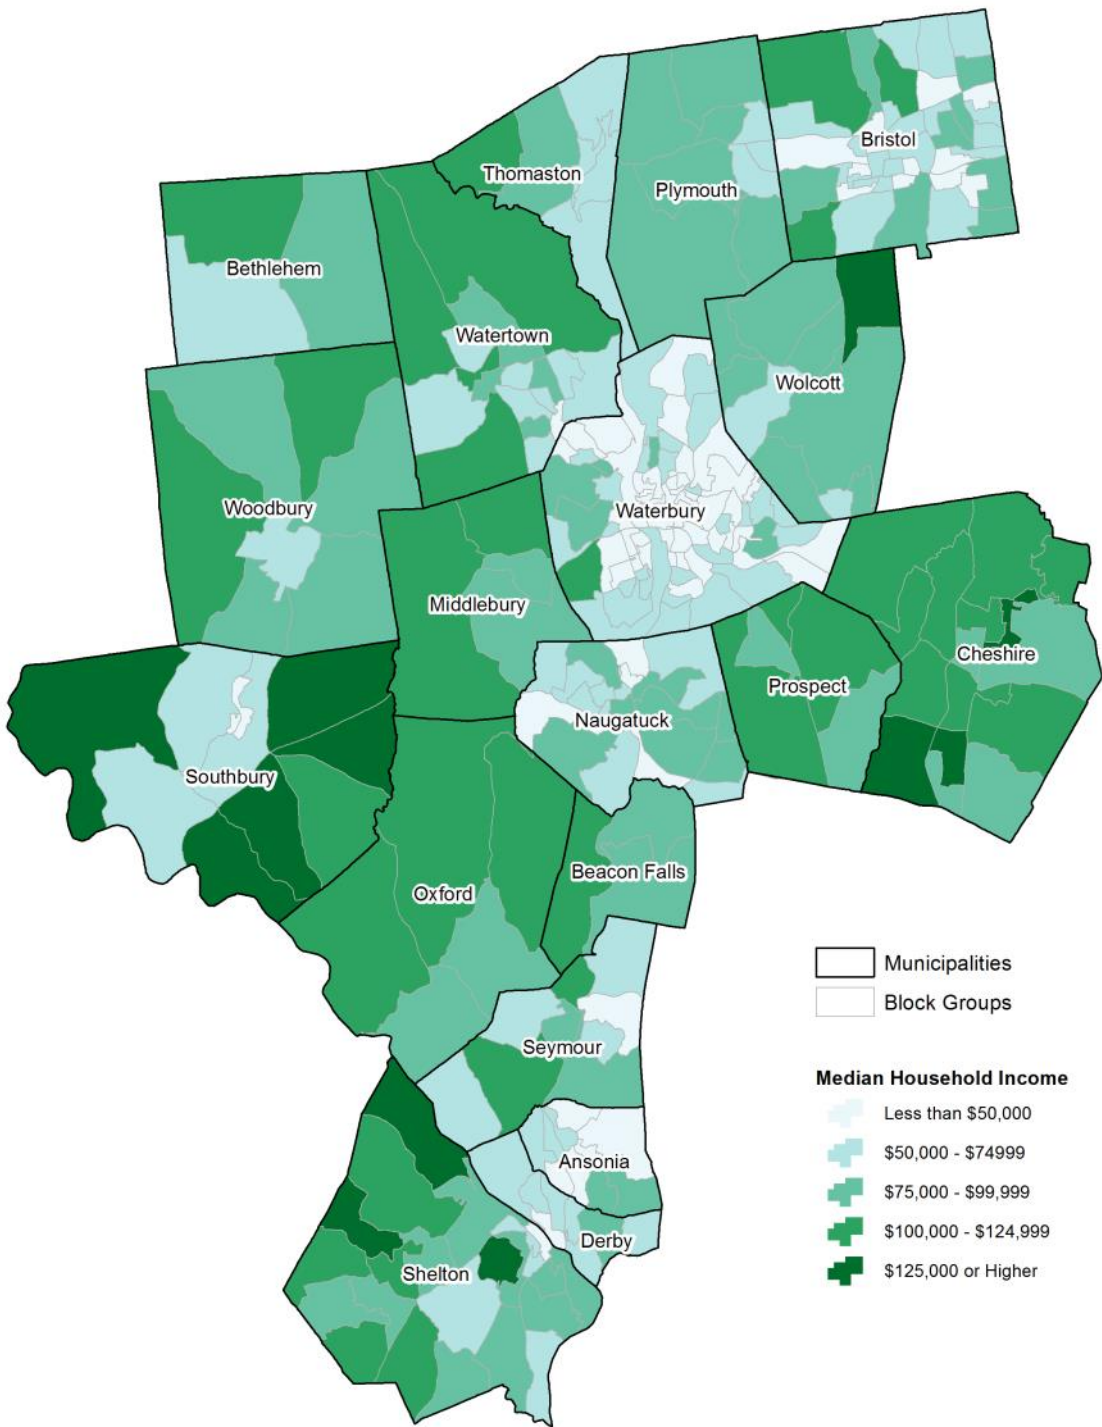 Bristol
Thomaston
Plymouth
Bethlehem
Watertown
Wolcott
Woodbury
Waterbury
Middlebury
Cheshire
Prospect
Naugatuck
Southbury
Beacon Falls
Oxford
Seymour
Ansonia
Derby
Shelton
Municipalities
Block Groups
Median Household Income
Less than $50,000
$50,000 - $74999
$75,000 - $99,999
$100,000 - $124,999
$125,000 or Higher